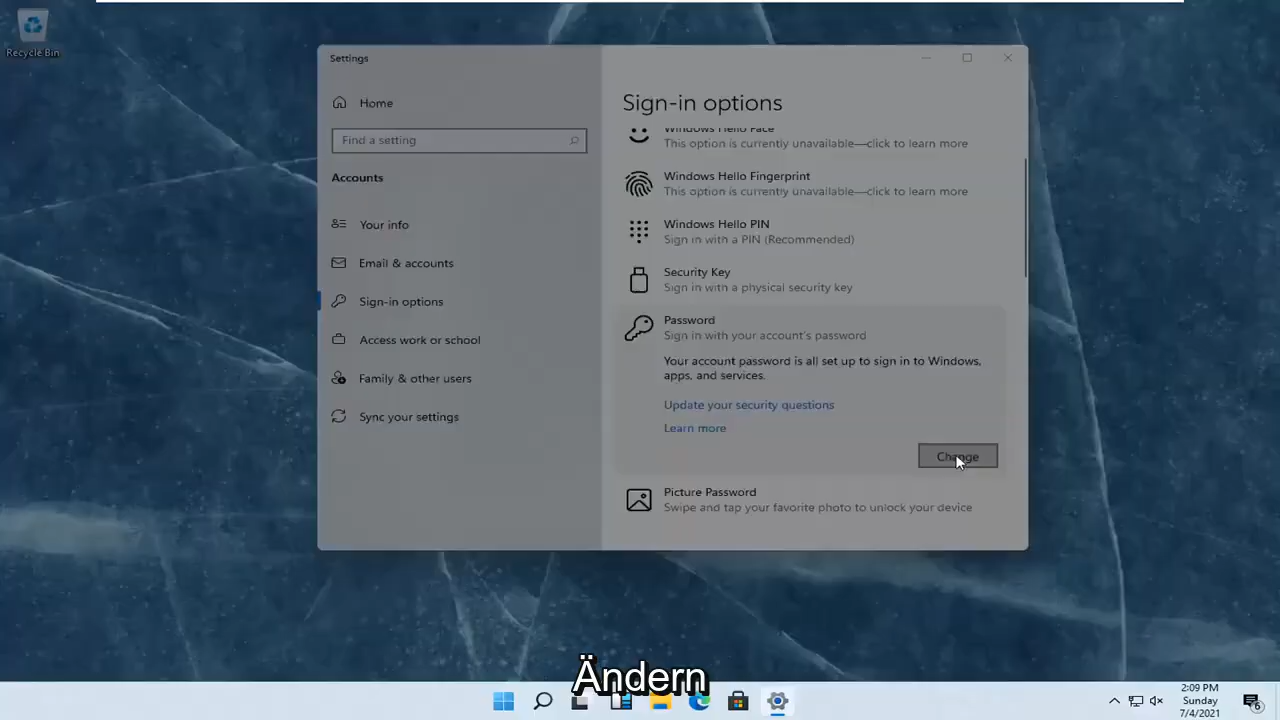 Recycle Bin
Settings
Home
Find a setting
Accounts
Your info
Email & accounts
Sign-in options
Access work or school
Family & other users
Sync your settings
Sign-in options
Windows Hello Face
This option is currently unavailable—click to learn more
Windows Hello Fingerprint
This option is currently unavailable—click to learn more
Windows Hello PIN
Sign in with a PIN (Recommended)
Security Key
Sign in with a physical security key
Password
Sign in with your account's password
Your account password is all set up to sign in to Windows,
apps, and services.
Update your security questions
Learn more
Change
Picture Password
Swipe and tap your favorite photo to unlock your device
Ändern
2:09 PM
Sunday
7/4/2021
6